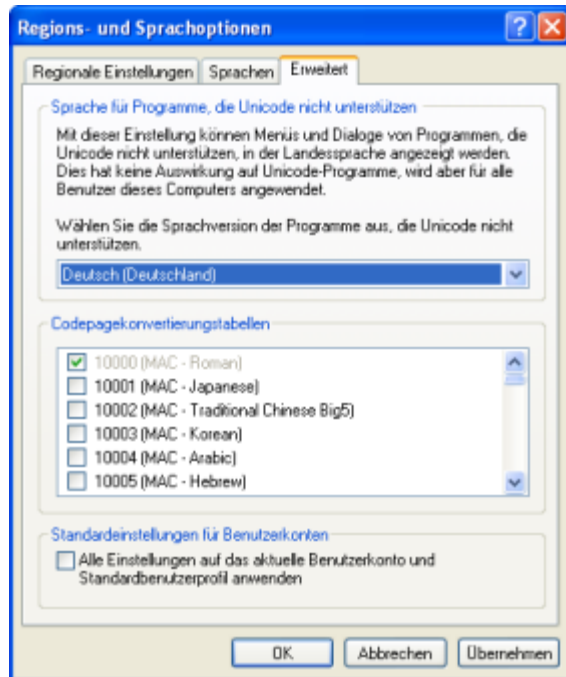 Regions- und Sprachoptionen
Regionale Einstellungen Sprachen Erweitert
Sprache für Programme, die Unicode nicht unterstützen
Mit dieser Einstellung können Menüs und Dialoge von Programmen, die
Unicode nicht unterstützen, in der Landessprache angezeigt werden.
Dies hat keine Auswirkung auf Unicode-Programme, wird aber für alle
Benutzer dieses Computers angewendet.
Wählen Sie die Sprachversion der Programme aus, die Unicode nicht
unterstützen.
Deutsch (Deutschland)
Codepagekonvertierungstabellen
10000 (MAC - Roman)
10001 (MAC - Japanese)
10002 (MAC - Traditional Chinese Big5)
10003 (MAC - Korean)
10004 (MAC - Arabic)
10005 (MAC - Hebrew)
Standardeinstellungen für Benutzerkonten
Alle Einstellungen auf das aktuelle Benutzerkonto und
Standardbenutzerprofil anwenden
OK Abbrechen Übernehmen